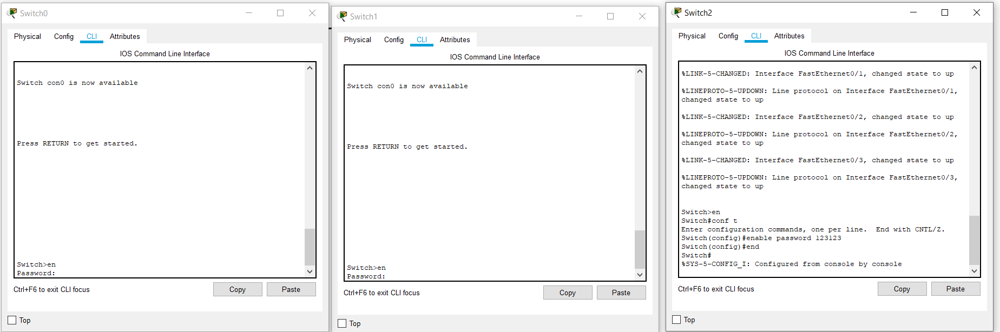 Switch0
Physical Config CLI Attributes
IOS Command Line Interface
Switch con0 is now available
Press RETURN to get started.
Switch>en
Password:
Ctrl+F6 to exit CLI focus
Copy Paste
Top
Switch1
Physical Config CLI Attributes
IOS Command Line Interface
Switch con0 is now available
Press RETURN to get started.
Switch>en
Password:
Ctrl+F6 to exit CLI focus
Copy Paste
Top
Switch2
Physical Config CLI Attributes
IOS Command Line Interface
%LINK-5-CHANGED: Interface FastEthernet0/1, changed state to up
%LINEPROTO-5-UPDOWN: Line protocol on Interface FastEthernet0/1,
changed state to up
%LINK-5-CHANGED: Interface FastEthernet0/2, changed state to up
%LINEPROTO-5-UPDOWN: Line protocol on Interface FastEthernet0/2,
changed state to up
%LINK-5-CHANGED: Interface FastEthernet0/3, changed state to up
%LINEPROTO-5-UPDOWN: Line protocol on Interface FastEthernet0/3,
changed state to up
Switch>en
Switch#conf t
Enter configuration commands, one per line.  End with CNTL/Z.
Switch(config)#enable password 123123
Switch(config)#end
Switch#
%SYS-5-CONFIG_I: Configured from console by console
Ctrl+F6 to exit CLI focus
Copy Paste
Top